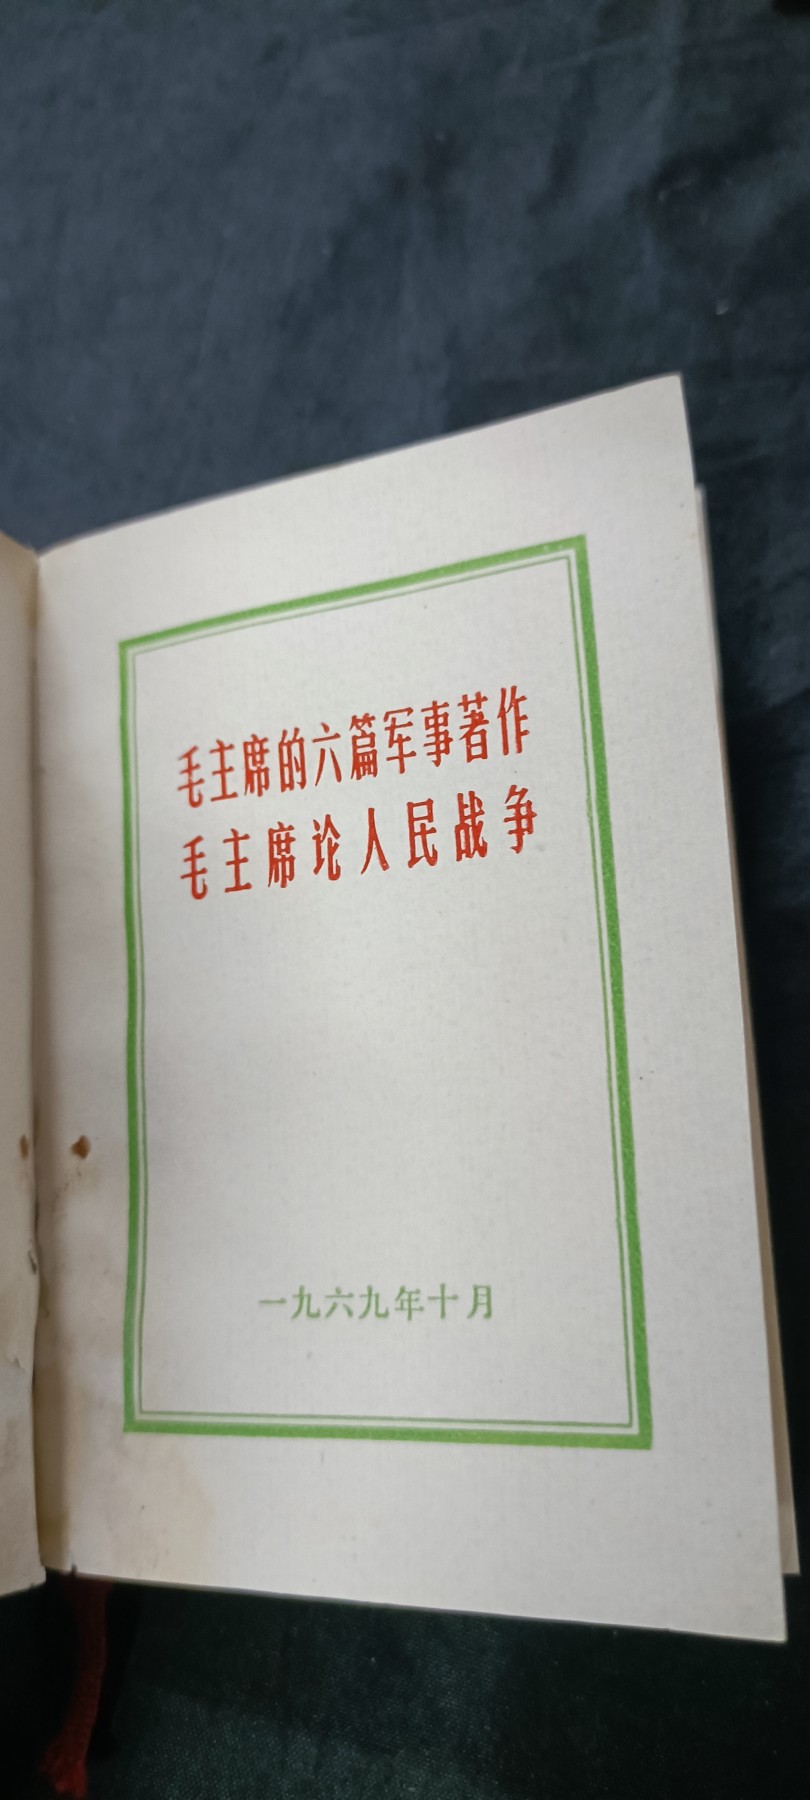 毛主席的六篇军事著作
毛主席论人民战争
一九六九年十月